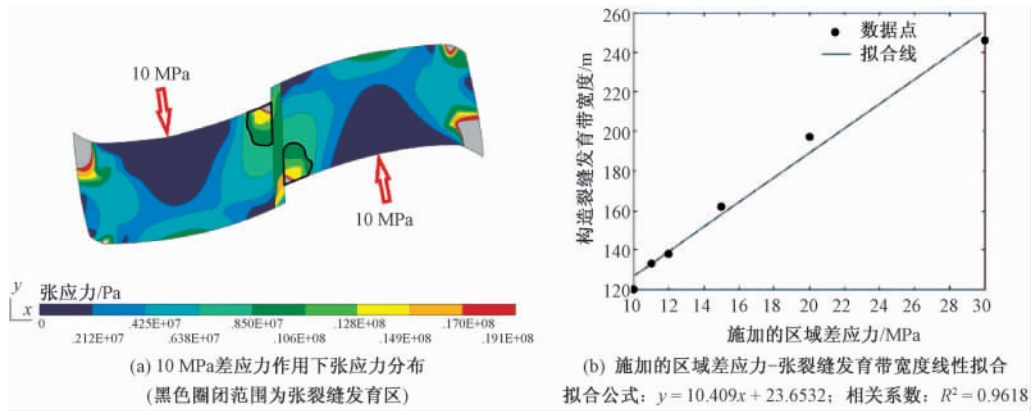 10 MPa
10 MPa
y
x
张应力/Pa
0
.212E+07
.425E+07
.638E+07
.850E+07
.106E+08
.128E+08
.149E+08
.170E+08
.191E+08
(a) 10 MPa差应力作用下张应力分布
(黑色圈闭范围为张裂缝发育区)
构造裂缝发育带宽度/m
260
240
220
200
180
160
140
120
数据点
拟合线
10 12 14 16 18 20 22 24 26 28 30
施加的区域差应力/MPa
(b) 施加的区域差应力-张裂缝发育带宽度线性拟合
拟合公式:y = 10.409x + 23.6532;相关系数:R² = 0.9618